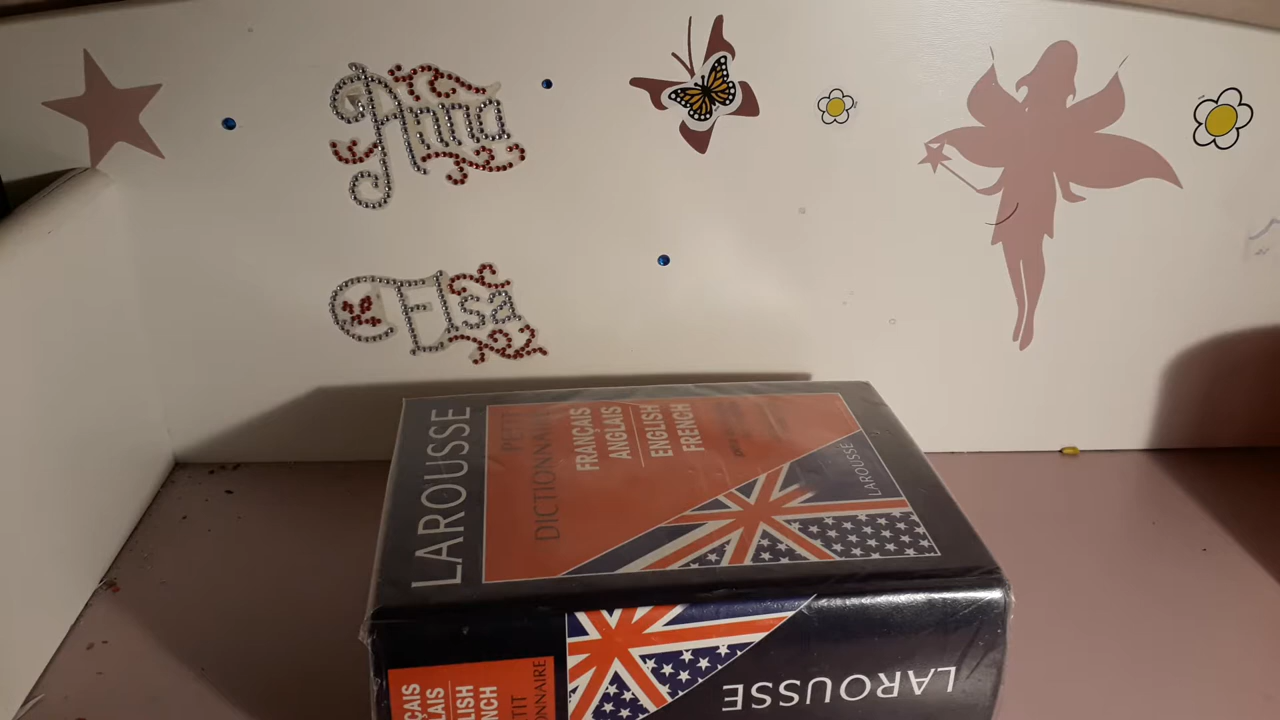 Anna
Elsa
LAROUSSE
PETIT
DICTIONNAIRE
FRANÇAIS
ANGLAIS
ENGLISH
FRENCH
LAROUSSE
LAROUSSE